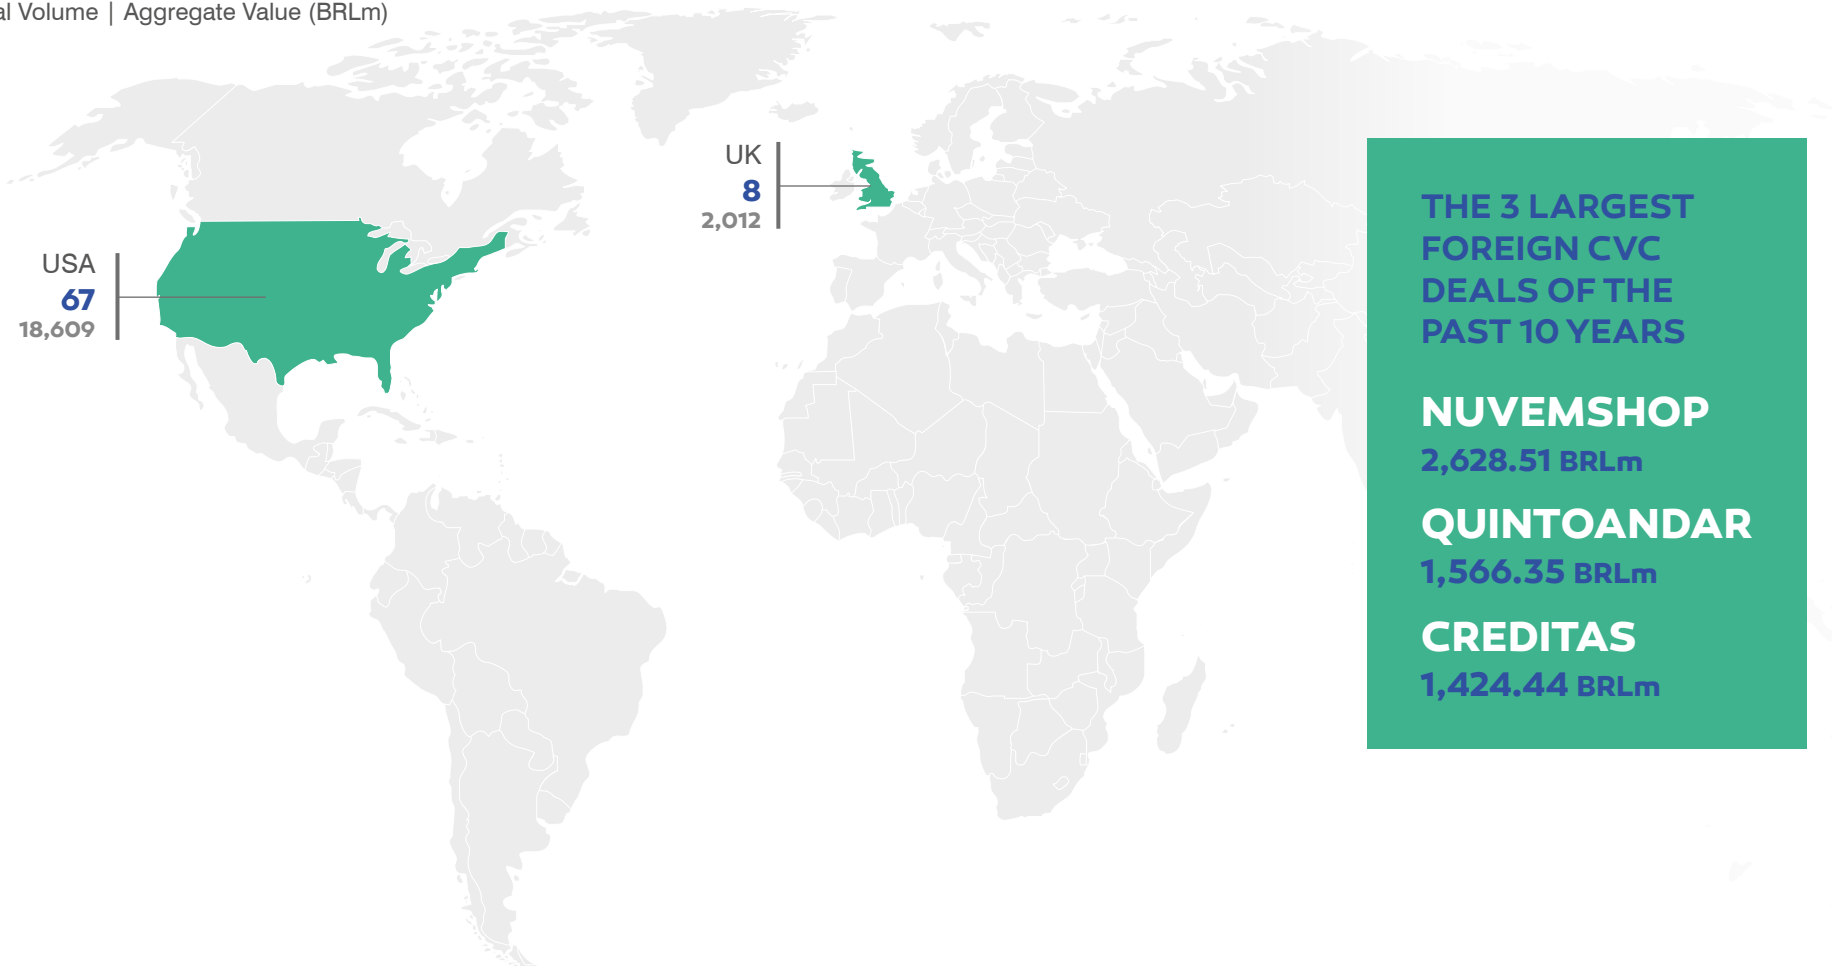 al Volume | Aggregate Value (BRLm)
UK
8
2,012
USA
67
18,609
THE 3 LARGEST
FOREIGN CVC
DEALS OF THE
PAST 10 YEARS
NUVEMSHOP
2,628.51 BRLm
QUINTOANDAR
1,566.35 BRLm
CREDITAS
1,424.44 BRLm